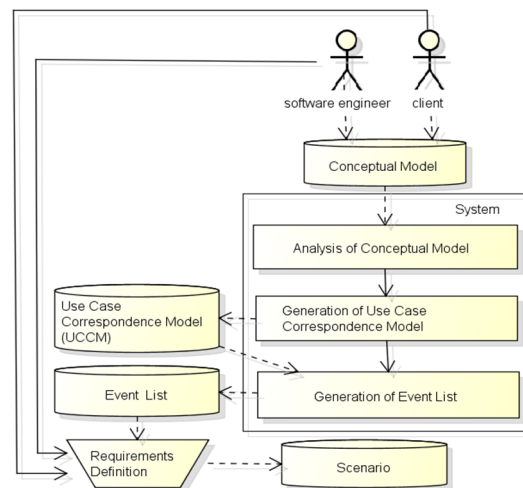 software engineer
client
Conceptual Model
System
Analysis of Conceptual Model
Use Case
Correspondence Model
(UCCM)
Generation of Use Case
Correspondence Model
Event List
Generation of Event List
Requirements
Definition
Scenario